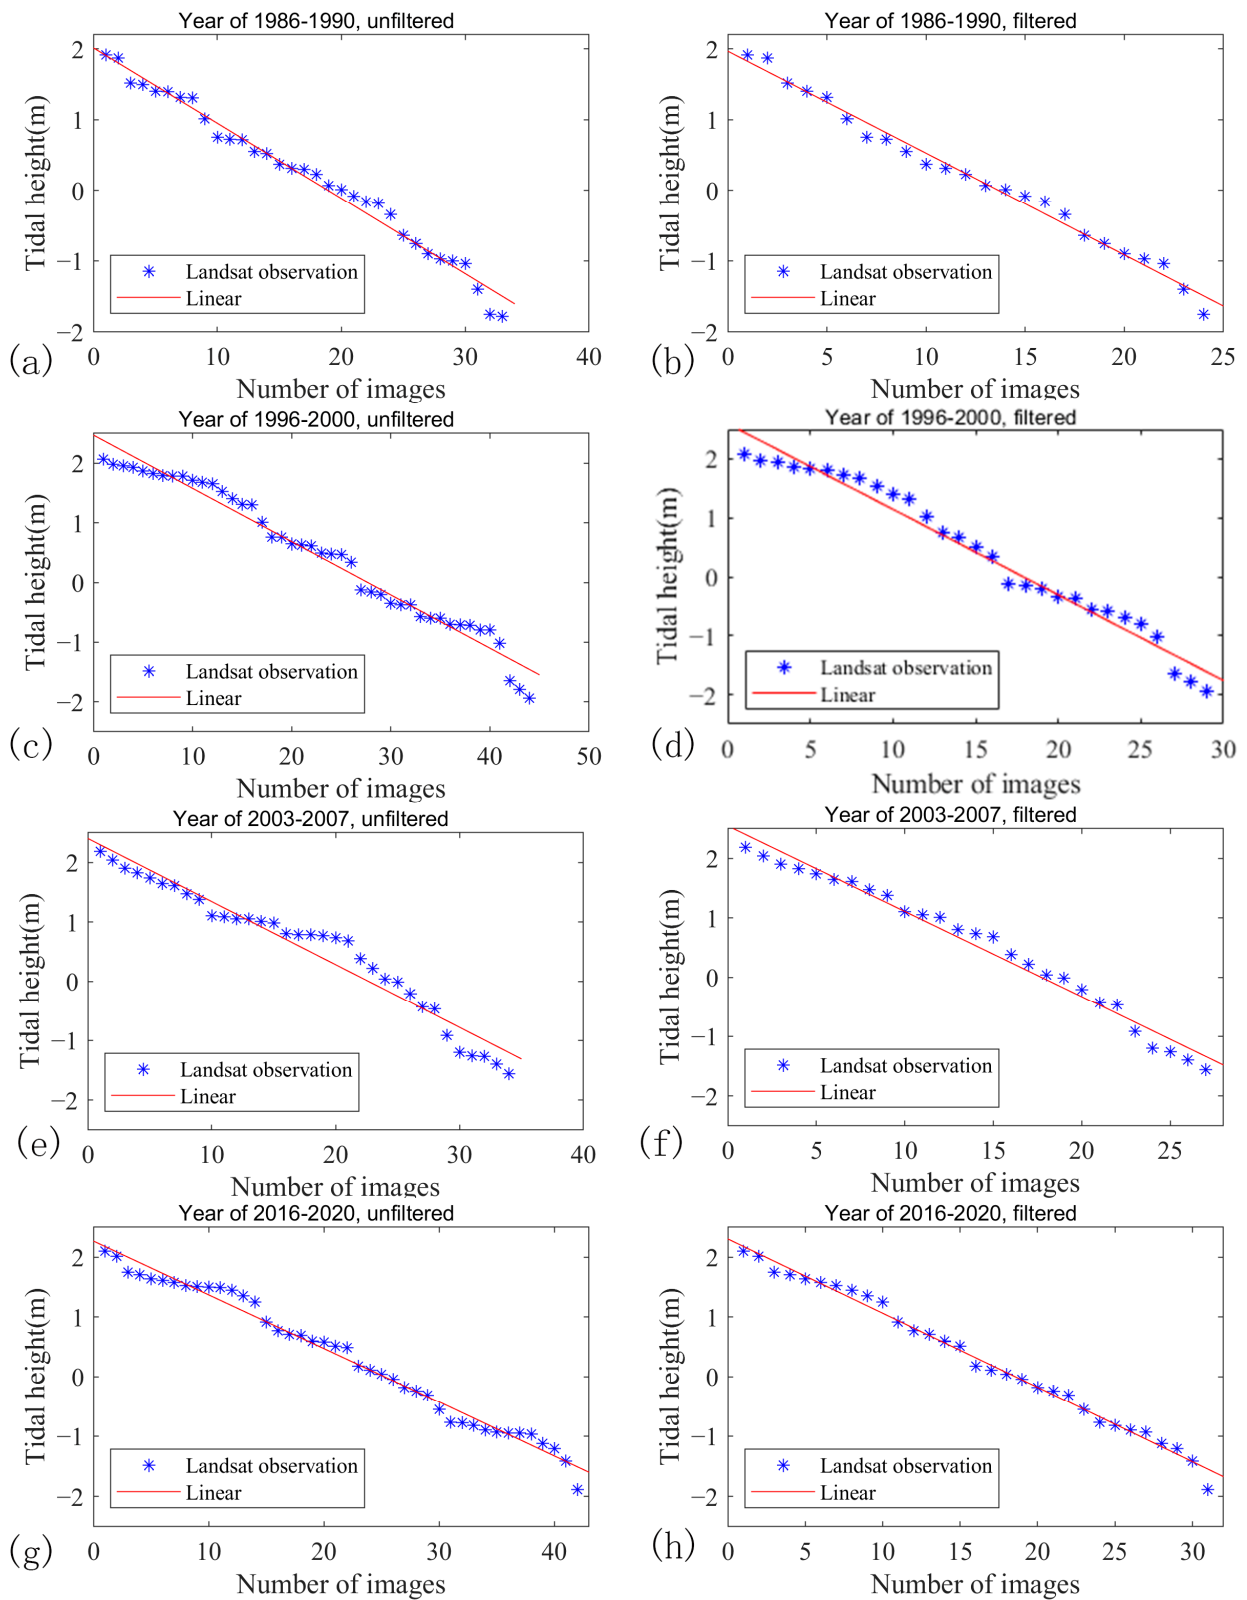 Year of 1986-1990, unfiltered
Tidal height(m)
2
1
0
−1
−2
Landsat observation
Linear
0 10 20 30 40
(a)
Number of images
Year of 1986-1990, filtered
Tidal height(m)
2
1
0
−1
−2
Landsat observation
Linear
0 5 10 15 20 25
(b)
Number of images
Year of 1996-2000, unfiltered
Tidal height(m)
2
1
0
−1
−2
Landsat observation
Linear
0 10 20 30 40 50
(c)
Number of images
Year of 1996-2000, filtered
Tidal height(m)
2
1
0
−1
−2
Landsat observation
Linear
0 5 10 15 20 25 30
(d)
Number of images
Year of 2003-2007, unfiltered
Tidal height(m)
2
1
0
−1
−2
Landsat observation
Linear
0 10 20 30 40
(e)
Number of images
Year of 2003-2007, filtered
Tidal height(m)
2
1
0
−1
−2
Landsat observation
Linear
0 5 10 15 20 25
(f)
Number of images
Year of 2016-2020, unfiltered
Tidal height(m)
2
1
0
−1
−2
Landsat observation
Linear
0 10 20 30 40
(g)
Number of images
Year of 2016-2020, filtered
Tidal height(m)
2
1
0
−1
−2
Landsat observation
Linear
0 5 10 15 20 25 30
(h)
Number of images